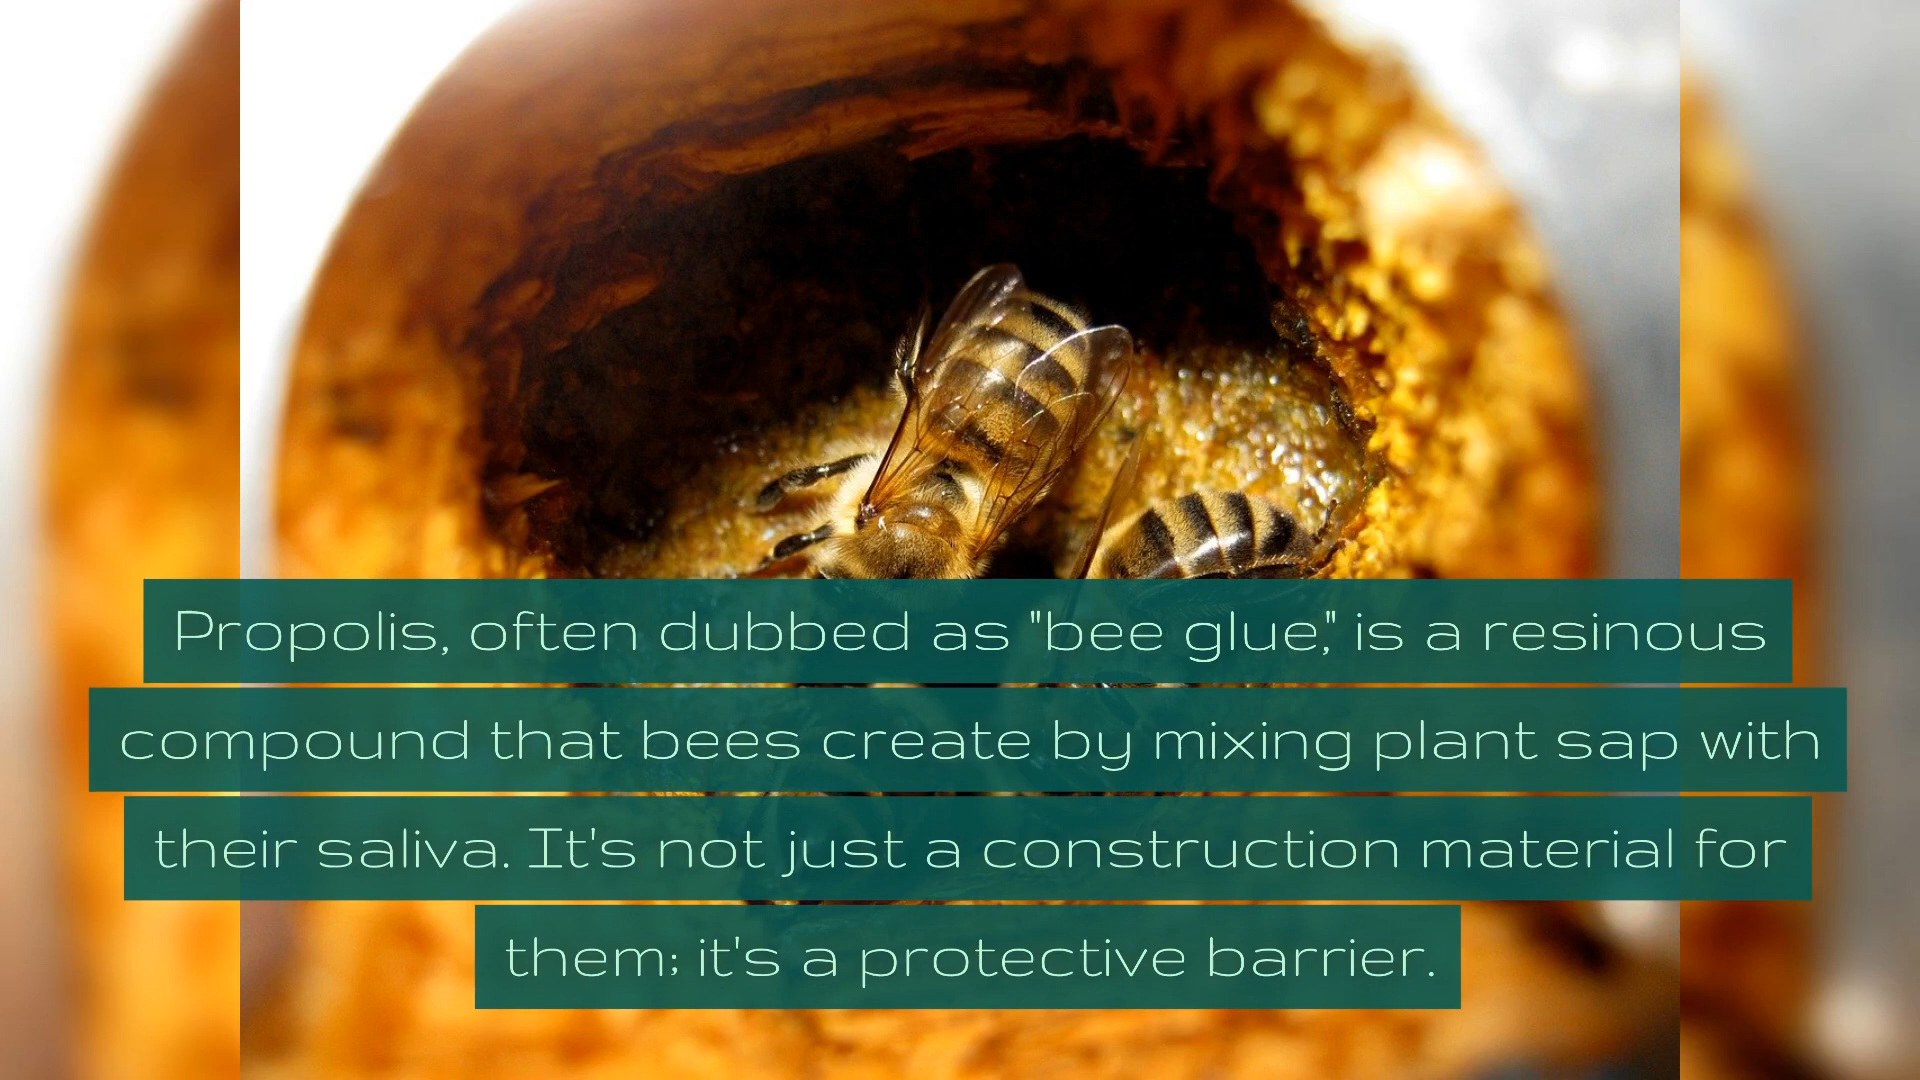 Propolis, often dubbed as "bee glue," is a resinous
compound that bees create by mixing plant sap with
their saliva. It's not just a construction material for
them; it's a protective barrier.